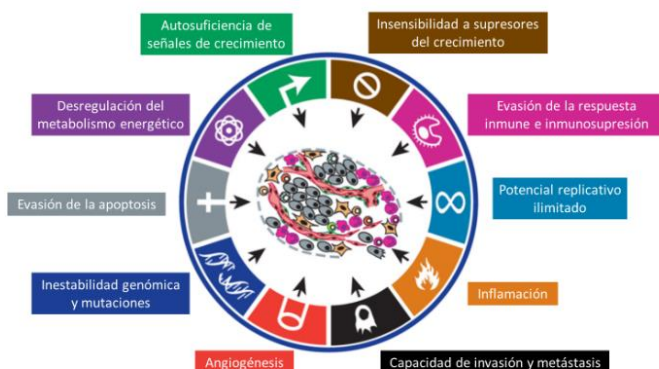 Autosuficiencia de
señales de crecimiento
Insensibilidad a supresores
del crecimiento
Desregulación del
metabolismo energético
Evasión de la respuesta
inmune e inmunosupresión
Evasión de la apoptosis
Potencial replicativo
ilimitado
Inestabilidad genómica
y mutaciones
Inflamación
Angiogénesis
Capacidad de invasión y metástasis